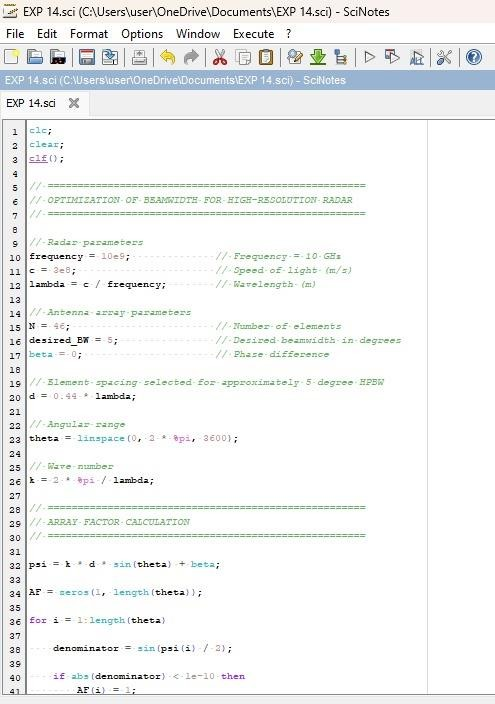 EXP 14.sci (C:\Users\user\OneDrive\Documents\EXP 14.sci) - SciNotes
File Edit Format Options Window Execute ?
EXP 14.sci (C:\Users\user\OneDrive\Documents\EXP 14.sci) - SciNotes
EXP 14.sci
1 clc;
2 clear;
3 clf();
4
5 // ========================================================
6 // OPTIMIZATION OF BEAMWIDTH FOR HIGH-RESOLUTION RADAR
7 // ========================================================
8
9 // Radar parameters
10 frequency = 10e9; // Frequency = 10 GHz
11 c = 3e8; // Speed of light (m/s)
12 lambda = c / frequency; // Wavelength (m)
13
14 // Antenna array parameters
15 N = 46; // Number of elements
16 desired_BW = 5; // Desired beamwidth in degrees
17 beta = 0; // Phase difference
18
19 // Element spacing selected for approximately 5 degree HPBW
20 d = 0.44 * lambda;
21
22 // Angular range
23 theta = linspace(0, 2 * %pi, 3600);
24
25 // Wave number
26 k = 2 * %pi / lambda;
27
28 // ========================================================
29 // ARRAY FACTOR CALCULATION
30 // ========================================================
31
32 psi = k * d * sin(theta) + beta;
33
34 AF = zeros(1, length(theta));
35
36 for i = 1:length(theta)
37
38 denominator = sin(psi(i) / 2);
39
40 if abs(denominator) < 1e-10 then
41 AF(i) = 1;